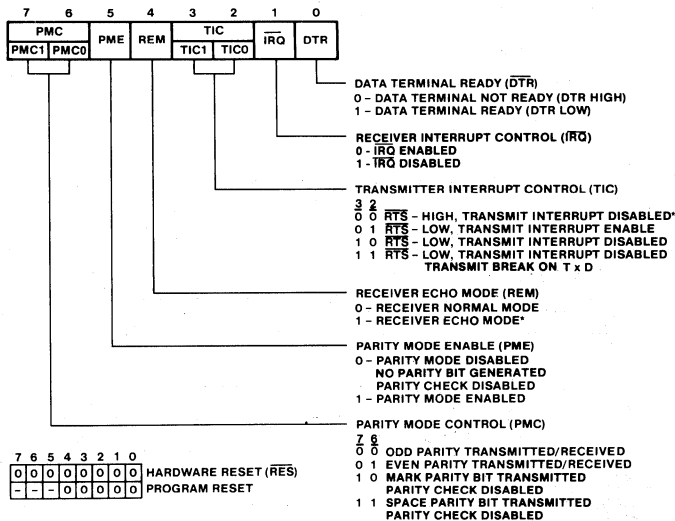 7 6 5 4 3 2 1 0
PMC PME REM TIC IRQ DTR
PMC1 PMC0 TIC1 TIC0
DATA TERMINAL READY (DTR)
0 – DATA TERMINAL NOT READY (DTR HIGH)
1 – DATA TERMINAL READY (DTR LOW)
RECEIVER INTERRUPT CONTROL (IRQ)
0 - IRQ ENABLED
1 - IRQ DISABLED
TRANSMITTER INTERRUPT CONTROL (TIC)
3 2
0 0 RTS – HIGH, TRANSMIT INTERRUPT DISABLED*
0 1 RTS – LOW, TRANSMIT INTERRUPT ENABLE
1 0 RTS – LOW, TRANSMIT INTERRUPT DISABLED
1 1 RTS – LOW, TRANSMIT INTERRUPT DISABLED
TRANSMIT BREAK ON T x D
RECEIVER ECHO MODE (REM)
0 – RECEIVER NORMAL MODE
1 – RECEIVER ECHO MODE*
PARITY MODE ENABLE (PME)
0 – PARITY MODE DISABLED
NO PARITY BIT GENERATED
PARITY CHECK DISABLED
1 – PARITY MODE ENABLED
PARITY MODE CONTROL (PMC)
7 6
0 0 ODD PARITY TRANSMITTED/RECEIVED
0 1 EVEN PARITY TRANSMITTED/RECEIVED
1 0 MARK PARITY BIT TRANSMITTED
PARITY CHECK DISABLED
1 1 SPACE PARITY BIT TRANSMITTED
PARITY CHECK DISABLED
7 6 5 4 3 2 1 0
0 0 0 0 0 0 0 0 HARDWARE RESET (RES)
- - - 0 0 0 0 0 PROGRAM RESET